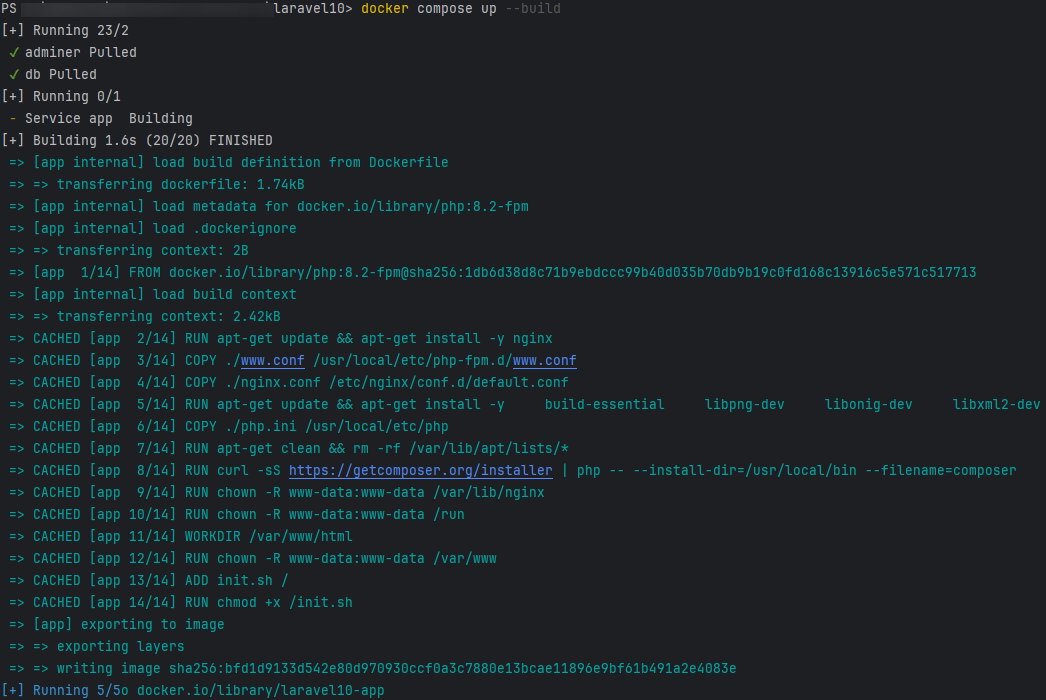 PS laravel10> docker compose up --build
[+] Running 23/2
✓ adminer Pulled
✓ db Pulled
[+] Running 0/1
- Service app  Building
[+] Building 1.6s (20/20) FINISHED
=> [app internal] load build definition from Dockerfile
=> => transferring dockerfile: 1.74kB
=> [app internal] load metadata for docker.io/library/php:8.2-fpm
=> [app internal] load .dockerignore
=> => transferring context: 2B
=> [app  1/14] FROM docker.io/library/php:8.2-fpm@sha256:1db6d38d8c71b9ebdccc99b40d035b70db9b19c0fd168c13916c5e571c517713
=> [app internal] load build context
=> => transferring context: 2.42kB
=> CACHED [app  2/14] RUN apt-get update && apt-get install -y nginx
=> CACHED [app  3/14] COPY ./www.conf /usr/local/etc/php-fpm.d/www.conf
=> CACHED [app  4/14] COPY ./nginx.conf /etc/nginx/conf.d/default.conf
=> CACHED [app  5/14] RUN apt-get update && apt-get install -y     build-essential     libpng-dev     libonig-dev     libxml2-dev
=> CACHED [app  6/14] COPY ./php.ini /usr/local/etc/php
=> CACHED [app  7/14] RUN apt-get clean && rm -rf /var/lib/apt/lists/*
=> CACHED [app  8/14] RUN curl -sS https://getcomposer.org/installer | php -- --install-dir=/usr/local/bin --filename=composer
=> CACHED [app  9/14] RUN chown -R www-data:www-data /var/lib/nginx
=> CACHED [app 10/14] RUN chown -R www-data:www-data /run
=> CACHED [app 11/14] WORKDIR /var/www/html
=> CACHED [app 12/14] RUN chown -R www-data:www-data /var/www
=> CACHED [app 13/14] ADD init.sh /
=> CACHED [app 14/14] RUN chmod +x /init.sh
=> [app] exporting to image
=> => exporting layers
=> => writing image sha256:bfd1d9133d542e80d970930ccf0a3c7880e13bcae11896e9bf61b491a2e4083e
[+] Running 5/5o docker.io/library/laravel10-app